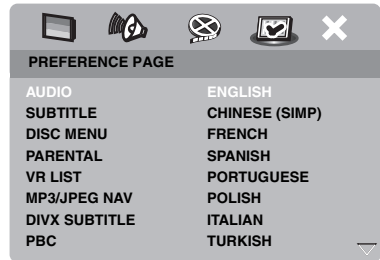 PREFERENCE PAGE
AUDIO ENGLISH
SUBTITLE CHINESE (SIMP)
DISC MENU FRENCH
PARENTAL SPANISH
VR LIST PORTUGUESE
MP3/JPEG NAV POLISH
DIVX SUBTITLE ITALIAN
PBC TURKISH